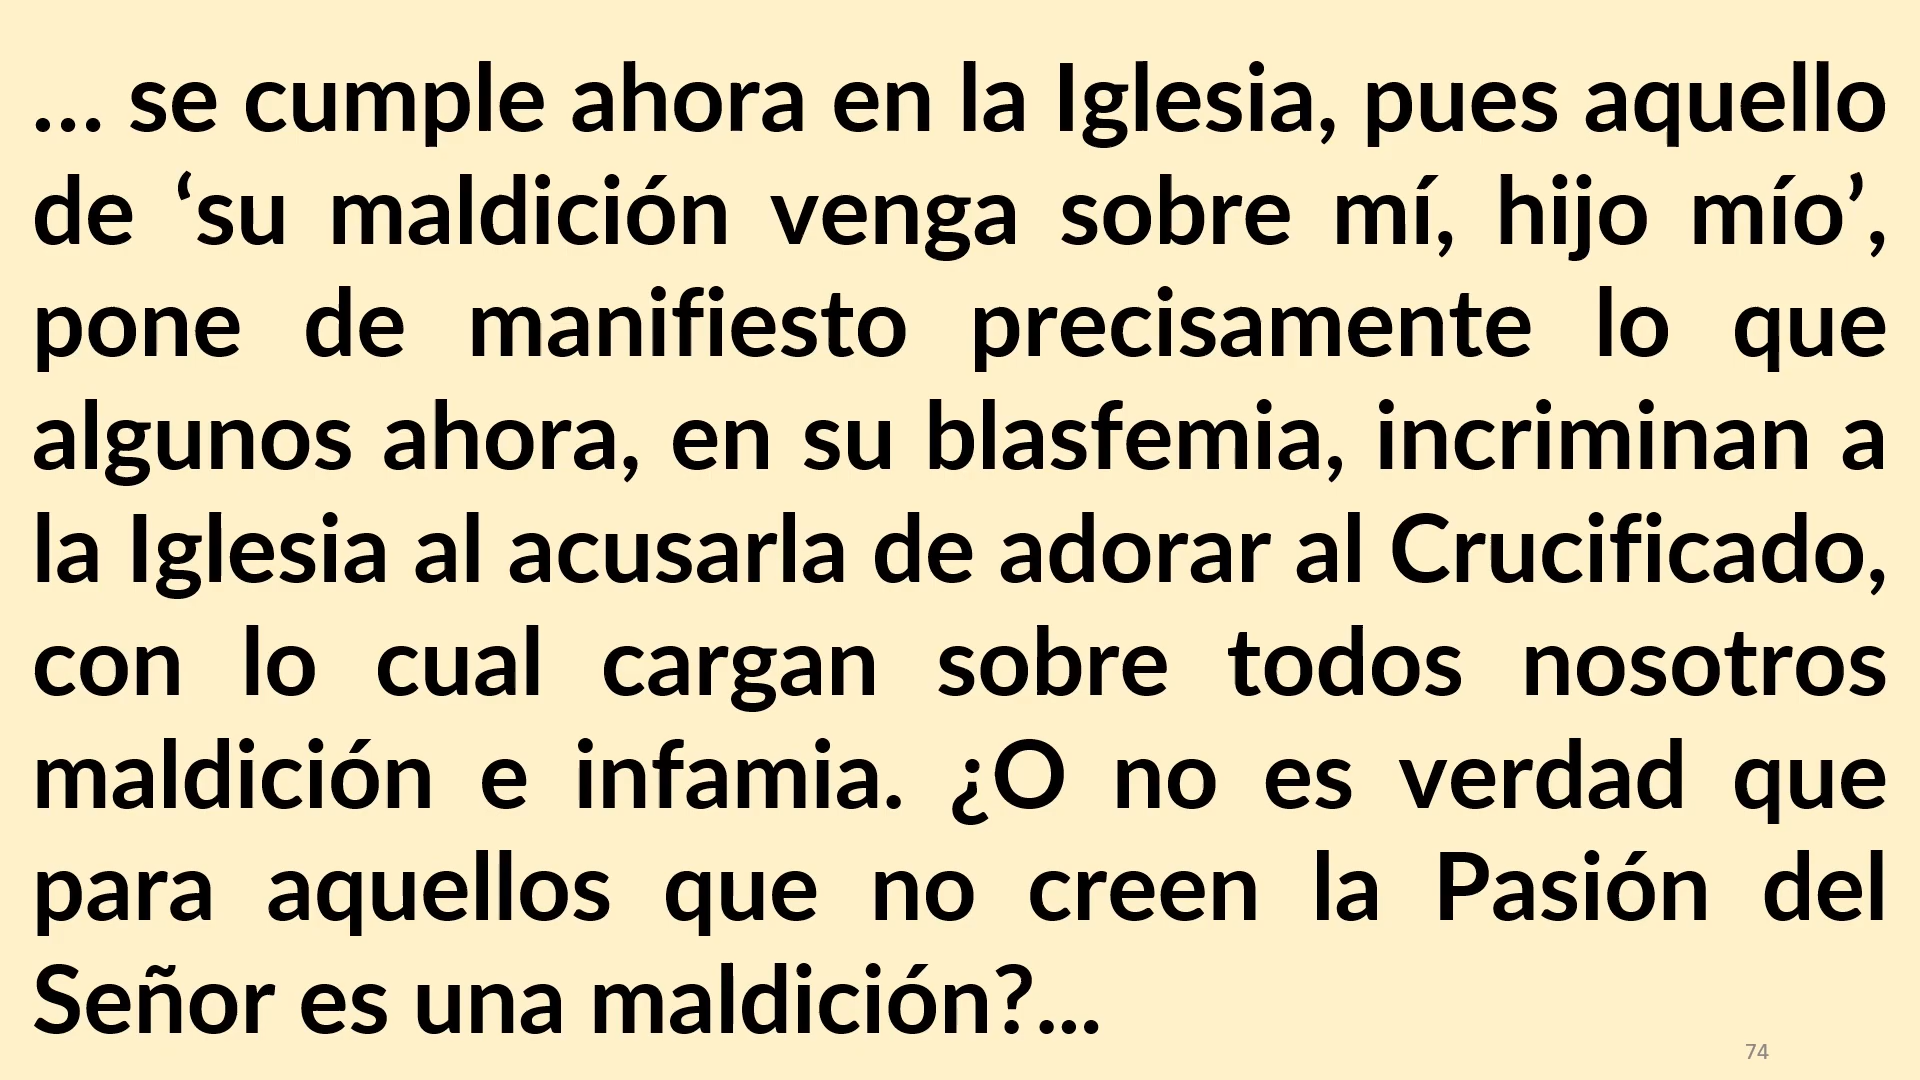 … se cumple ahora en la Iglesia, pues aquello
de ‘su maldición venga sobre mí, hijo mío’,
pone de manifiesto precisamente lo que
algunos ahora, en su blasfemia, incriminan a
la Iglesia al acusarla de adorar al Crucificado,
con lo cual cargan sobre todos nosotros
maldición e infamia. ¿O no es verdad que
para aquellos que no creen la Pasión del
Señor es una maldición?…
74